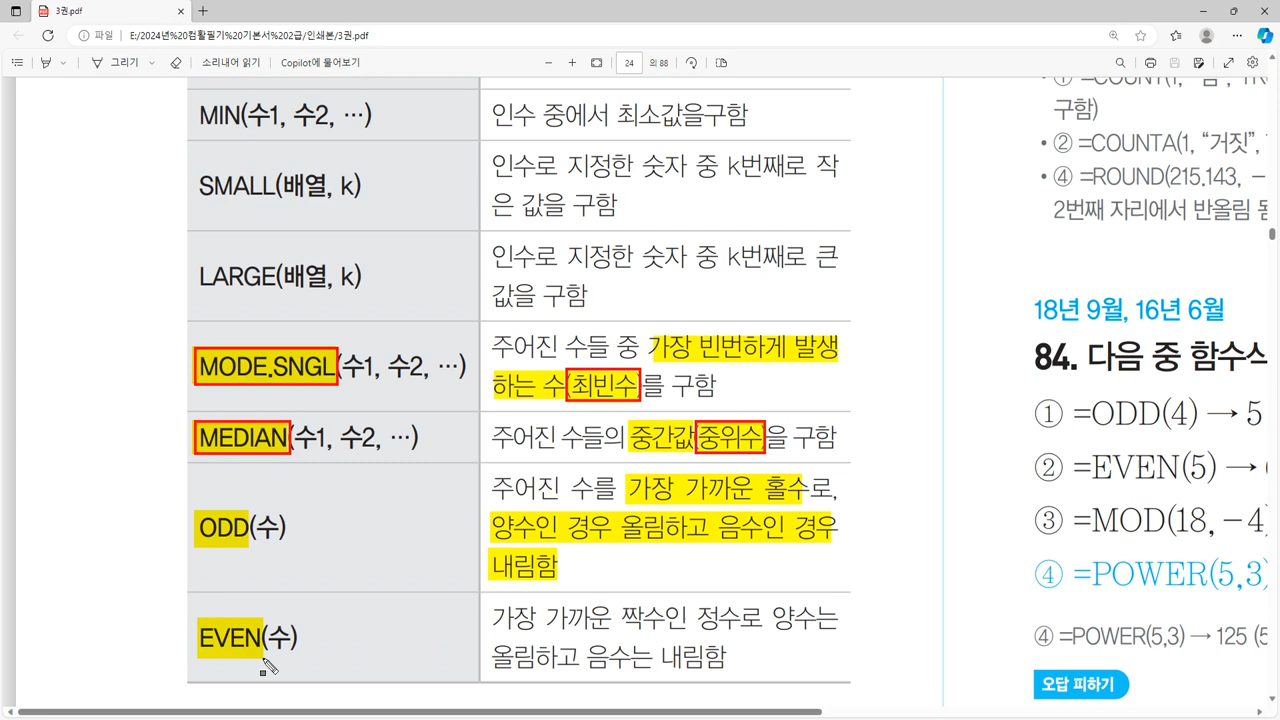 3권.pdf
파일
E:/2024년%20컴활필기%20기본서%202급/인쇄본/3권.pdf
그리기
소리내어 읽기
Copilot에 물어보기
24
외 88
MIN(수1, 수2, …)
인수 중에서 최소값을구함
SMALL(배열, k)
인수로 지정한 숫자 중 k번째로 작
은 값을 구함
LARGE(배열, k)
인수로 지정한 숫자 중 k번째로 큰
값을 구함
MODE.SNGL(수1, 수2, …)
주어진 수들 중 가장 빈번하게 발생
하는 수(최빈수)를 구함
MEDIAN(수1, 수2, …)
주어진 수들의 중간값(중위수)을 구함
ODD(수)
주어진 수를 가장 가까운 홀수로,
양수인 경우 올림하고 음수인 경우
내림함
EVEN(수)
가장 가까운 짝수인 정수로 양수는
올림하고 음수는 내림함
구함)
• ② =COUNTA(1, “거짓”,
• ④ =ROUND(215.143, −
2번째 자리에서 반올림 됨
18년 9월, 16년 6월
84. 다음 중 함수
① =ODD(4) → 5
② =EVEN(5) →
③ =MOD(18, −4)
④ =POWER(5,3)
④ =POWER(5,3) → 125 (5
오답 피하기